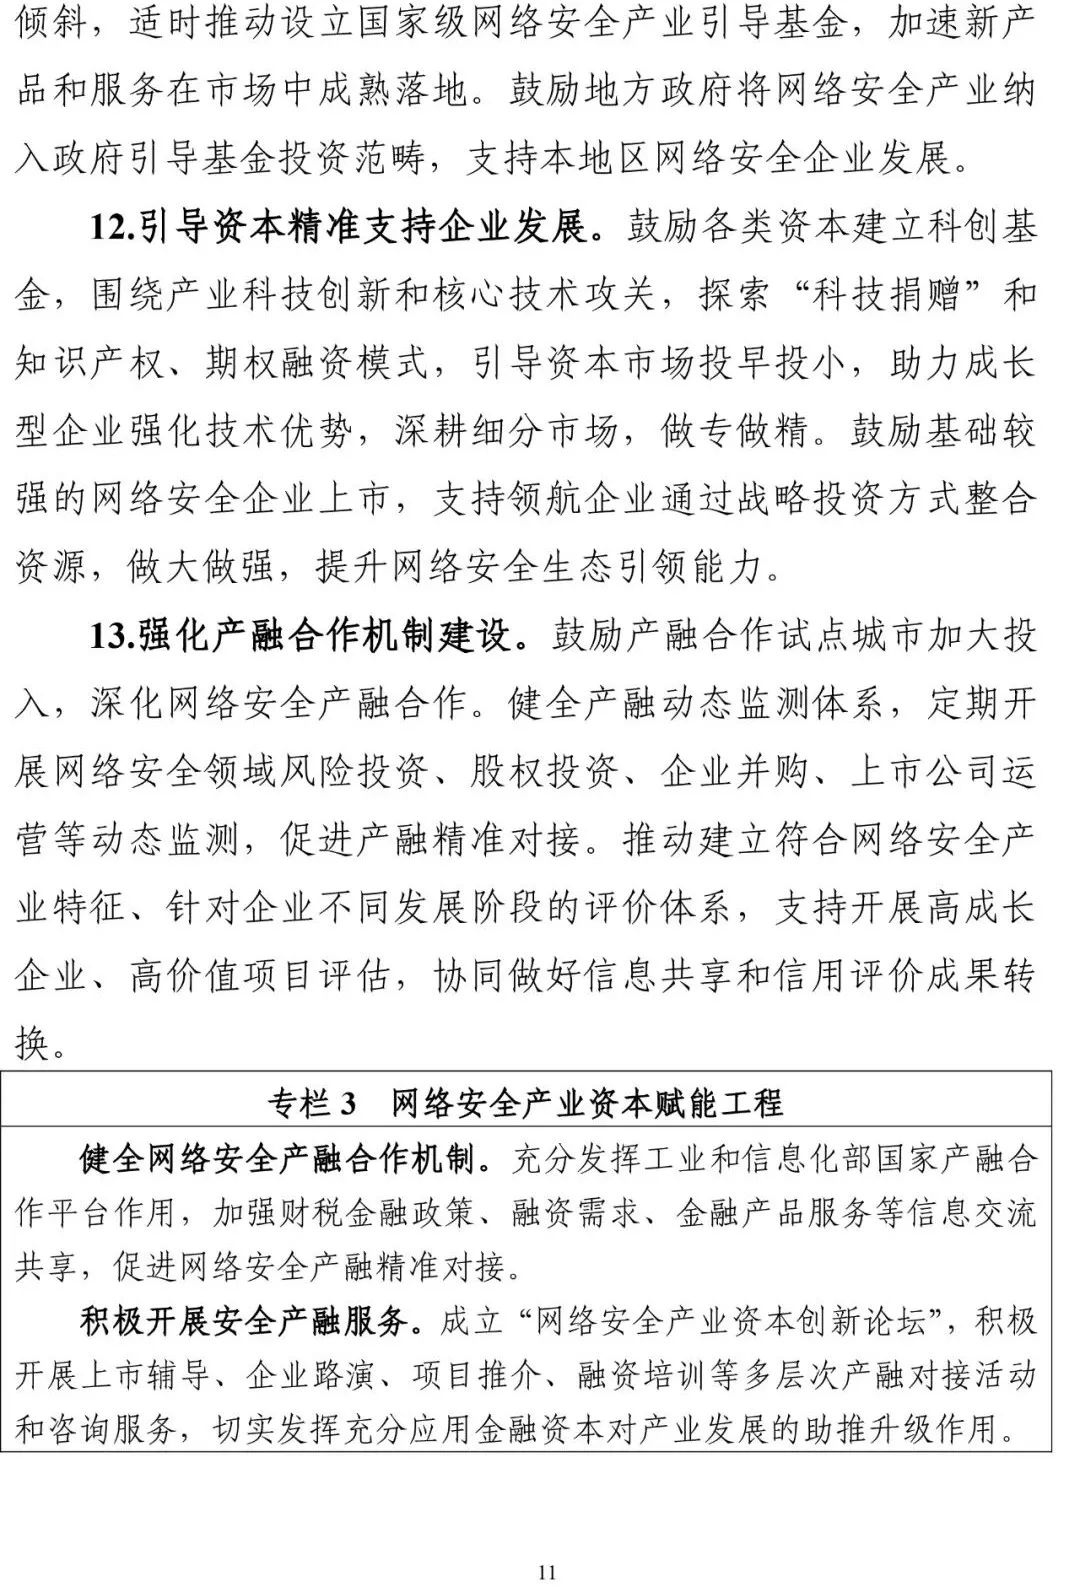 倾斜，适时推动设立国家级网络安全产业引导基金，加速新产
品和服务在市场中成熟落地。鼓励地方政府将网络安全产业纳
入政府引导基金投资范畴，支持本地区网络安全企业发展。
12.引导资本精准支持企业发展。鼓励各类资本建立科创基
金，围绕产业科技创新和核心技术攻关，探索“科技捐赠”和
知识产权、期权融资模式，引导资本市场投早投小，助力成长
型企业强化技术优势，深耕细分市场，做专做精。鼓励基础较
强的网络安全企业上市，支持领航企业通过战略投资方式整合
资源，做大做强，提升网络安全生态引领能力。
13.强化产融合作机制建设。鼓励产融合作试点城市加大投
入，深化网络安全产融合作。健全产融动态监测体系，定期开
展网络安全领域风险投资、股权投资、企业并购、上市公司运
营等动态监测，促进产融精准对接。推动建立符合网络安全产
业特征、针对企业不同发展阶段的评价体系，支持开展高成长
企业、高价值项目评估，协同做好信息共享和信用评价成果转
换。
专栏 3　网络安全产业资本赋能工程
健全网络安全产融合作机制。充分发挥工业和信息化部国家产融合
作平台作用，加强财税金融政策、融资需求、金融产品服务等信息交流
共享，促进网络安全产融精准对接。
积极开展安全产融服务。成立“网络安全产业资本创新论坛”，积极
开展上市辅导、企业路演、项目推介、融资培训等多层次产融对接活动
和咨询服务，切实发挥充分应用金融资本对产业发展的助推升级作用。
11